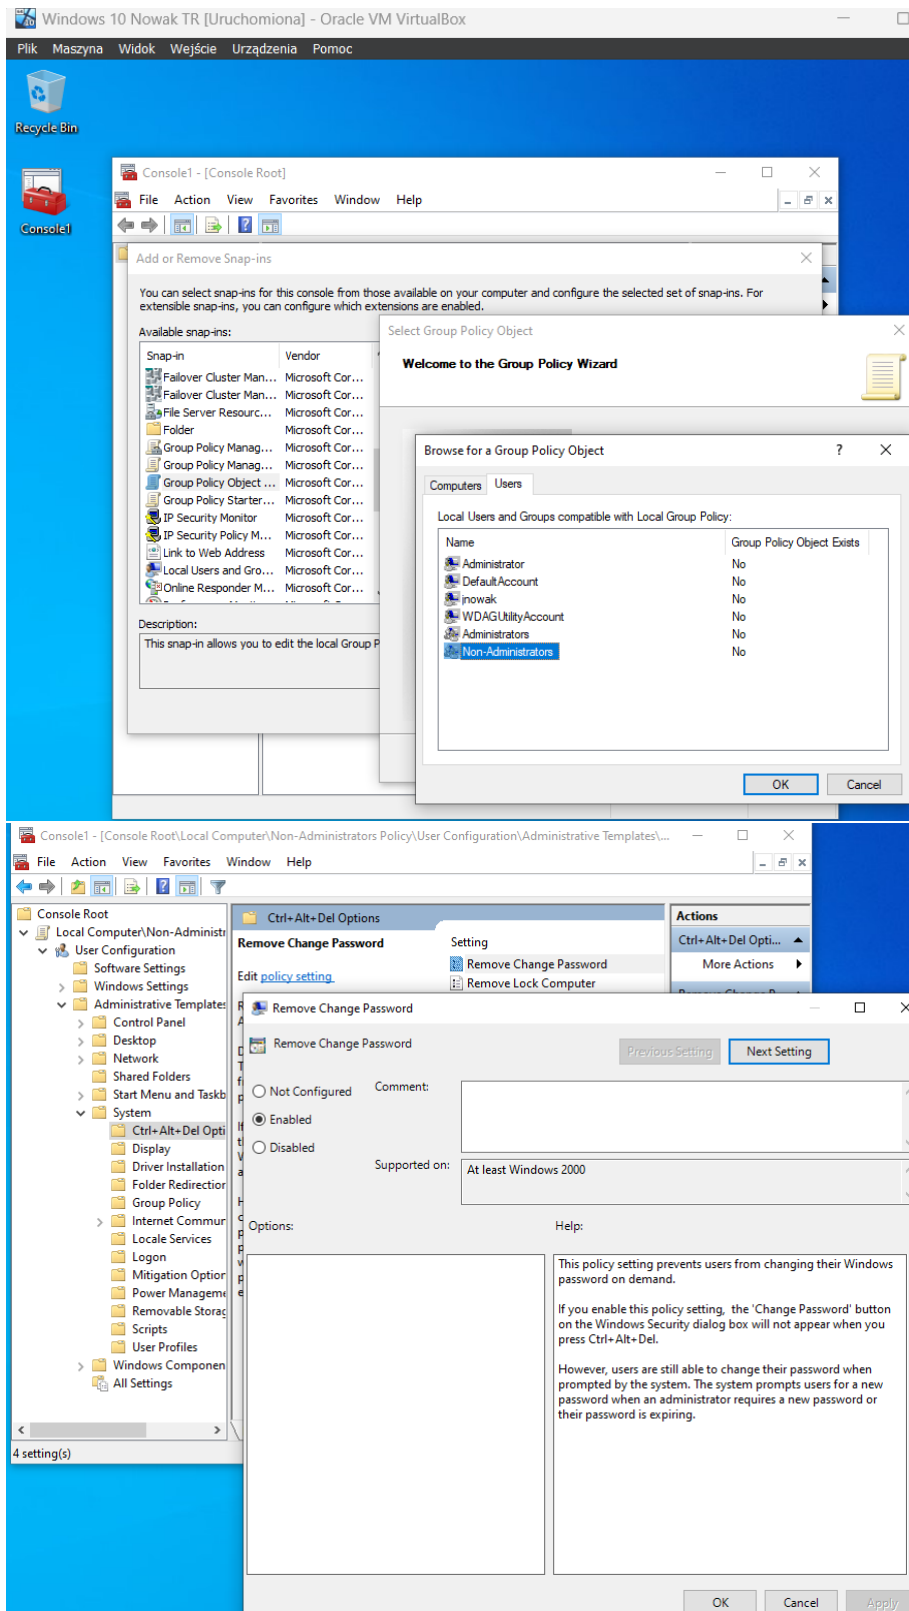 Windows 10 Nowak TR [Uruchomiona] - Oracle VM VirtualBox
Plik Maszyna Widok Wejście Urządzenia Pomoc
Recycle Bin
Console1
Console1 - [Console Root]
File Action View Favorites Window Help
Add or Remove Snap-ins
You can select snap-ins for this console from those available on your computer and configure the selected set of snap-ins. For
extensible snap-ins, you can configure which extensions are enabled.
Available snap-ins:
Snap-in Vendor
Failover Cluster Man... Microsoft Cor...
Failover Cluster Man... Microsoft Cor...
File Server Resourc... Microsoft Cor...
Folder Microsoft Cor...
Group Policy Manag... Microsoft Cor...
Group Policy Manag... Microsoft Cor...
Group Policy Object ... Microsoft Cor...
Group Policy Starter... Microsoft Cor...
IP Security Monitor Microsoft Cor...
IP Security Policy M... Microsoft Cor...
Link to Web Address Microsoft Cor...
Local Users and Gro... Microsoft Cor...
Online Responder M... Microsoft Cor...
Description:
This snap-in allows you to edit the local Group P
Select Group Policy Object
Welcome to the Group Policy Wizard
Browse for a Group Policy Object ?
Computers Users
Local Users and Groups compatible with Local Group Policy:
Name Group Policy Object Exists
Administrator No
DefaultAccount No
jnowak No
WDAGUtilityAccount No
Administrators No
Non-Administrators No
OK Cancel
Console1 - [Console Root\Local Computer\Non-Administrators Policy\User Configuration\Administrative Templates\...
File Action View Favorites Window Help
Console Root
Local Computer\Non-Administr
User Configuration
Software Settings
Windows Settings
Administrative Templates
Control Panel
Desktop
Network
Shared Folders
Start Menu and Taskb
System
Ctrl+Alt+Del Opti
Display
Driver Installation
Folder Redirection
Group Policy
Internet Commun
Locale Services
Logon
Mitigation Option
Power Manageme
Removable Storag
Scripts
User Profiles
Windows Componen
All Settings
4 setting(s)
Ctrl+Alt+Del Options
Remove Change Password
Edit policy setting
Setting
Remove Change Password
Remove Lock Computer
Actions
Ctrl+Alt+Del Opti...
More Actions
Remove Change Password
Remove Change Password
Previous Setting Next Setting
Not Configured
Enabled
Disabled
Comment:
Supported on:
At least Windows 2000
Options:
Help:
This policy setting prevents users from changing their Windows
password on demand.
If you enable this policy setting, the 'Change Password' button
on the Windows Security dialog box will not appear when you
press Ctrl+Alt+Del.
However, users are still able to change their password when
prompted by the system. The system prompts users for a new
password when an administrator requires a new password or
their password is expiring.
OK Cancel Apply